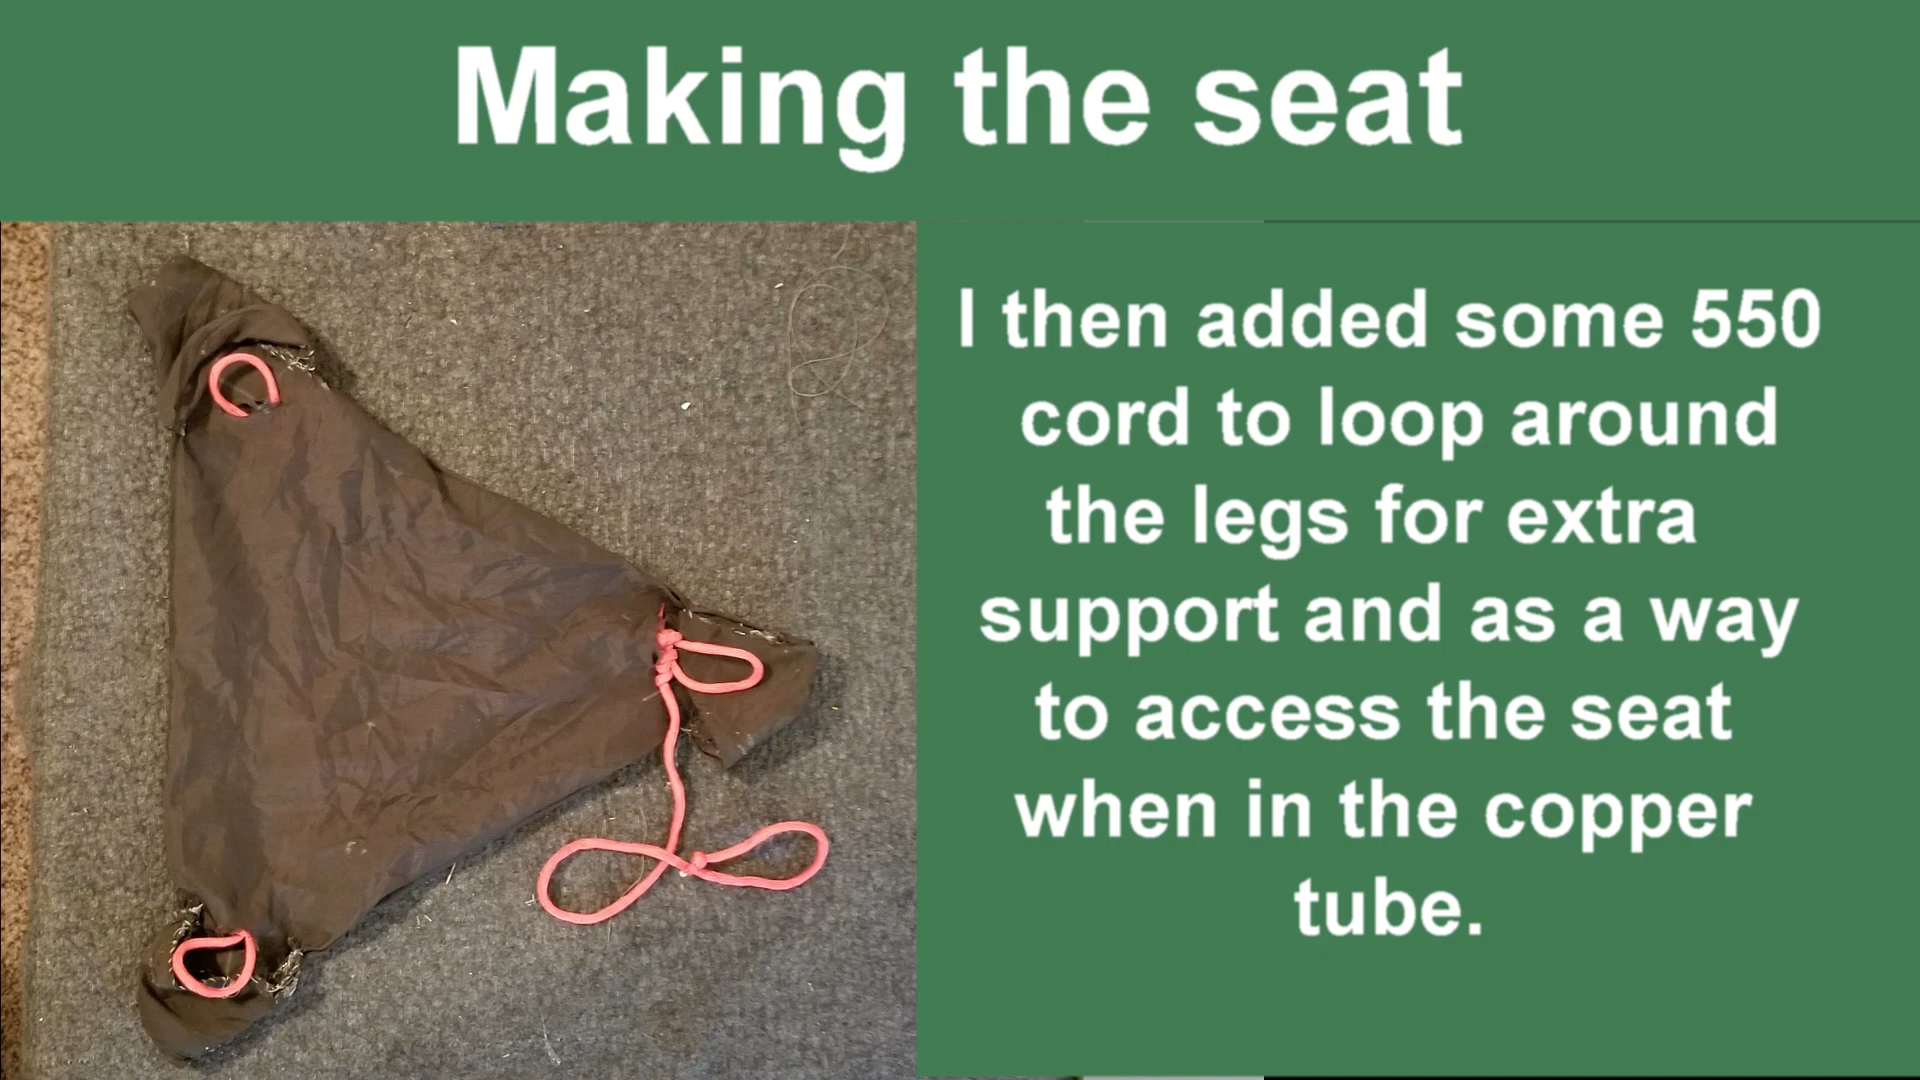 Making the seat
I then added some 550
cord to loop around
the legs for extra
support and as a way
to access the seat
when in the copper
tube.